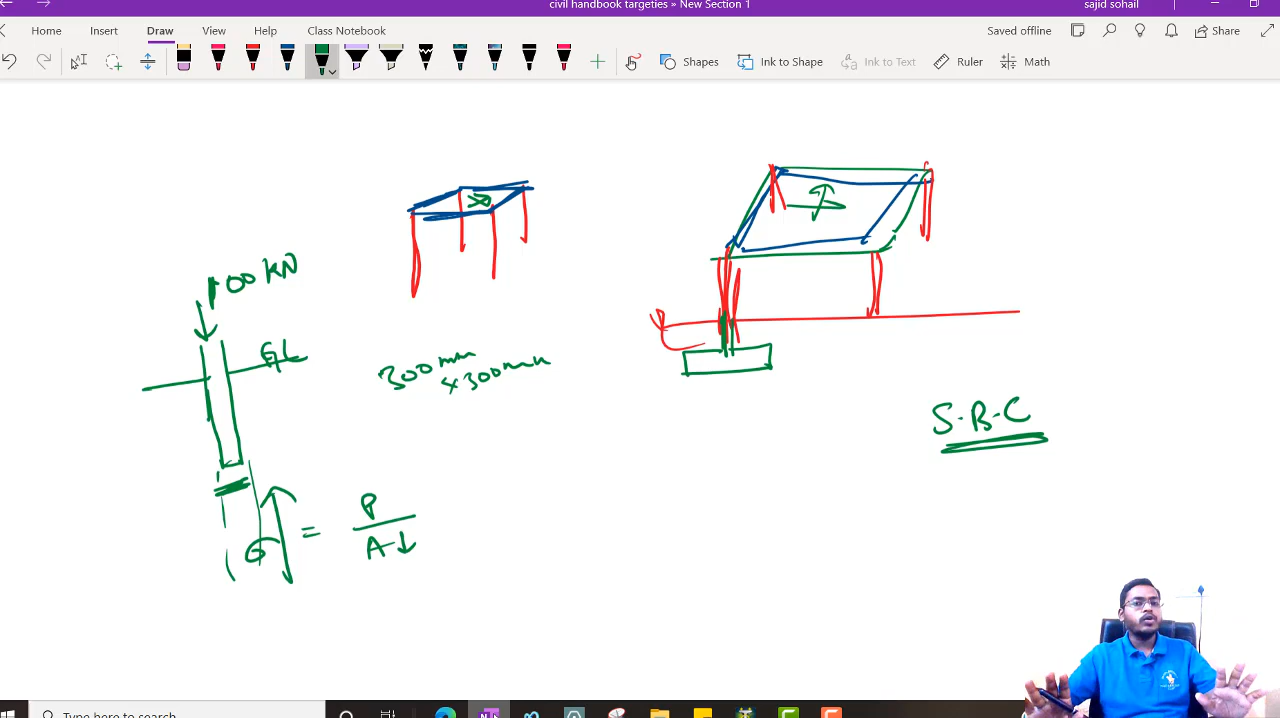 civil handbook targeties » New Section 1
sajid sohail
Home Insert Draw View Help Class Notebook
Saved offline
Share
Shapes
Ink to Shape
Ink to Text
Ruler
Math
100 KN
GL
300mm
x300mm
S.B.C
σ = P
A↓
Type here to search